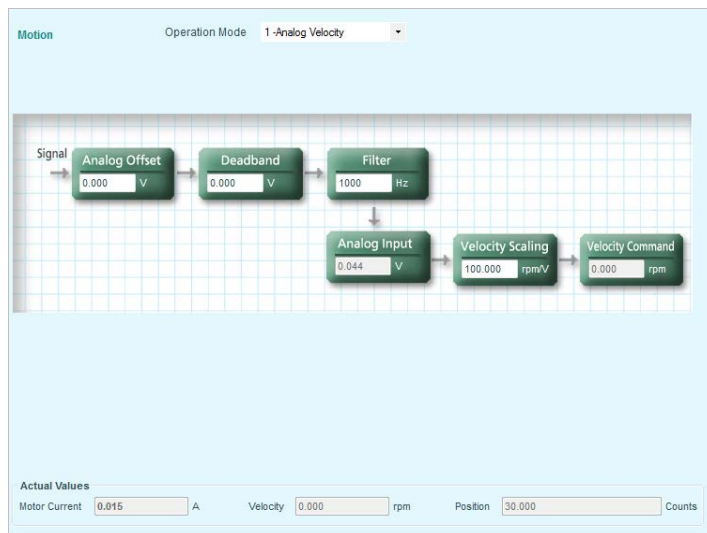 Motion Operation Mode 1 -Analog Velocity
Signal
Analog Offset Deadband Filter
0.000 V 0.000 V 1000 Hz
Analog Input Velocity Scaling Velocity Command
0.044 V 100.000 rpm/V 0.000 rpm
Actual Values
Motor Current 0.015 A Velocity 0.000 rpm Position 30.000 Counts